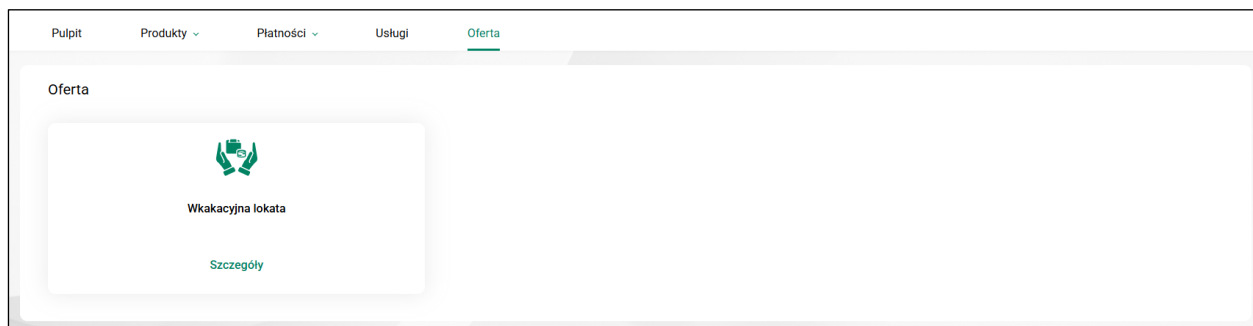 Pulpit Produkty Płatności Usługi Oferta
Oferta
Wkakacyjna lokata
Szczegóły